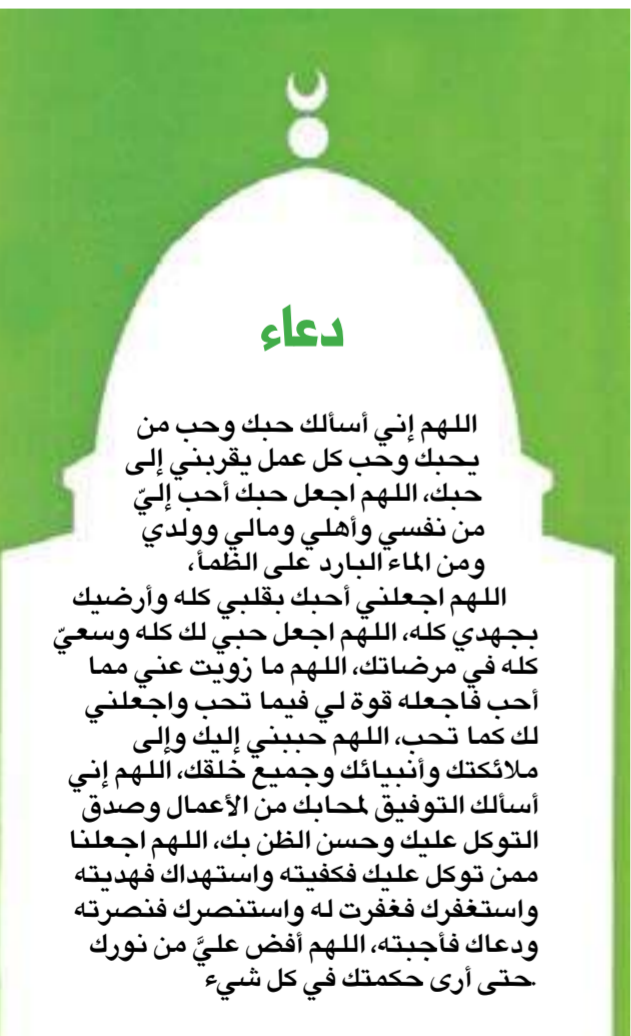 دعاء
اللهم إني أسألك حبك وحب من
يحبك وحب كل عمل يقربني إلى
حبك، اللهم اجعل حبك أحب إليّ
من نفسي وأهلي ومالي وولدي
ومن الماء البارد على الظمأ،
اللهم اجعلني أحبك بقلبي كله وأرضيك
بجهدي كله، اللهم اجعل حبي لك كله وسعيّ
كله في مرضاتك، اللهم ما زويت عني مما
أحب فاجعله قوة لي فيما تحب واجعلني
لك كما تحب، اللهم حببني إليك وإلى
ملائكتك وأنبيائك وجميع خلقك، اللهم إني
أسألك التوفيق لمحابك من الأعمال وصدق
التوكل عليك وحسن الظن بك، اللهم اجعلنا
ممن توكل عليك فكفيته واستهداك فهديته
واستغفرك فغفرت له واستنصرك فنصرته
ودعاك فأجبته، اللهم أفض عليَّ من نورك
حتى أرى حكمتك في كل شيء.